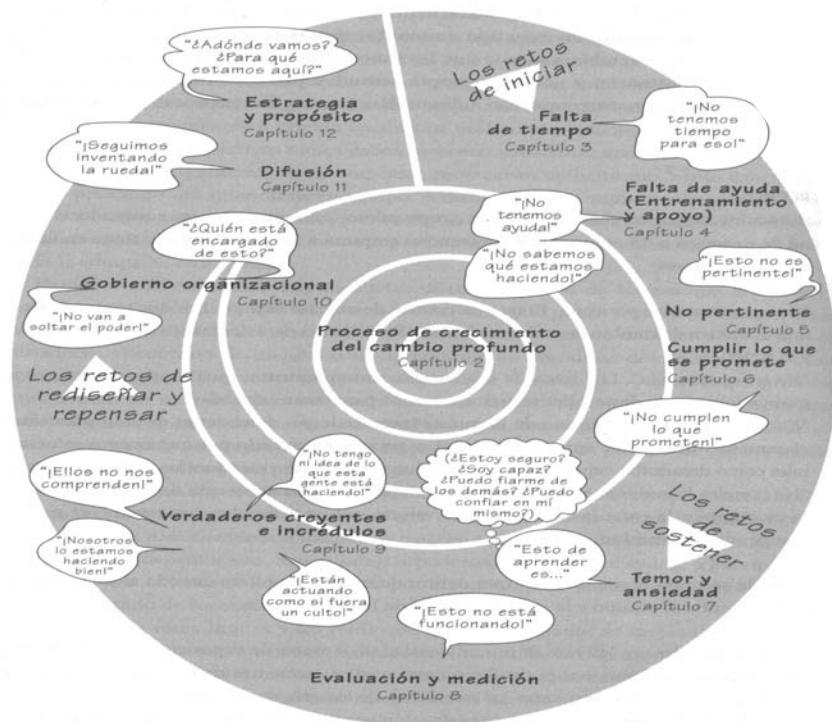 "¿Adónde vamos?
¿Para qué
estamos aquí?"
Estrategia
y propósito
Capítulo 12
Los retos
de iniciar
Falta
de tiempo
Capítulo 3
"¡No
tenemos
tiempo
para eso!"
"¡Seguimos
inventando
la rueda!"
Difusión
Capítulo 11
"¡No
tenemos
ayuda!"
Falta de ayuda
(Entrenamiento
y apoyo)
Capítulo 4
"¿Quién está
encargado
de esto?"
"¡No sabemos
qué estamos
haciendo!"
"¡Esto no es
pertinente!"
Gobierno organizacional
Capítulo 10
No pertinente
Capítulo 5
"¡No van a
soltar el poder!"
Proceso de crecimiento
del cambio profundo
Capítulo 2
Cumplir lo que
se promete
Capítulo 6
Los retos de
rediseñar y
repensar
"¡No cumplen
lo que
prometen!"
"¡Ellos no nos
comprenden!"
"¡No tengo
ni idea de lo
que esta
gente está
haciendo!"
(¿Estoy seguro?
¿Soy capaz?
¿Puedo fiarme de
los demás? ¿Puedo
confiar en mí
mismo?)
Los retos
de
sostener
Verdaderos creyentes
e incrédulos
Capítulo 9
"¡Nosotros
lo estamos
haciendo
bien!"
"¡Están
actuando
como si fuera
un culto!"
"Esto de
aprender
es..."
Temor y
ansiedad
Capítulo 7
"¡Esto no está
funcionando!"
Evaluación y medición
Capítulo 8